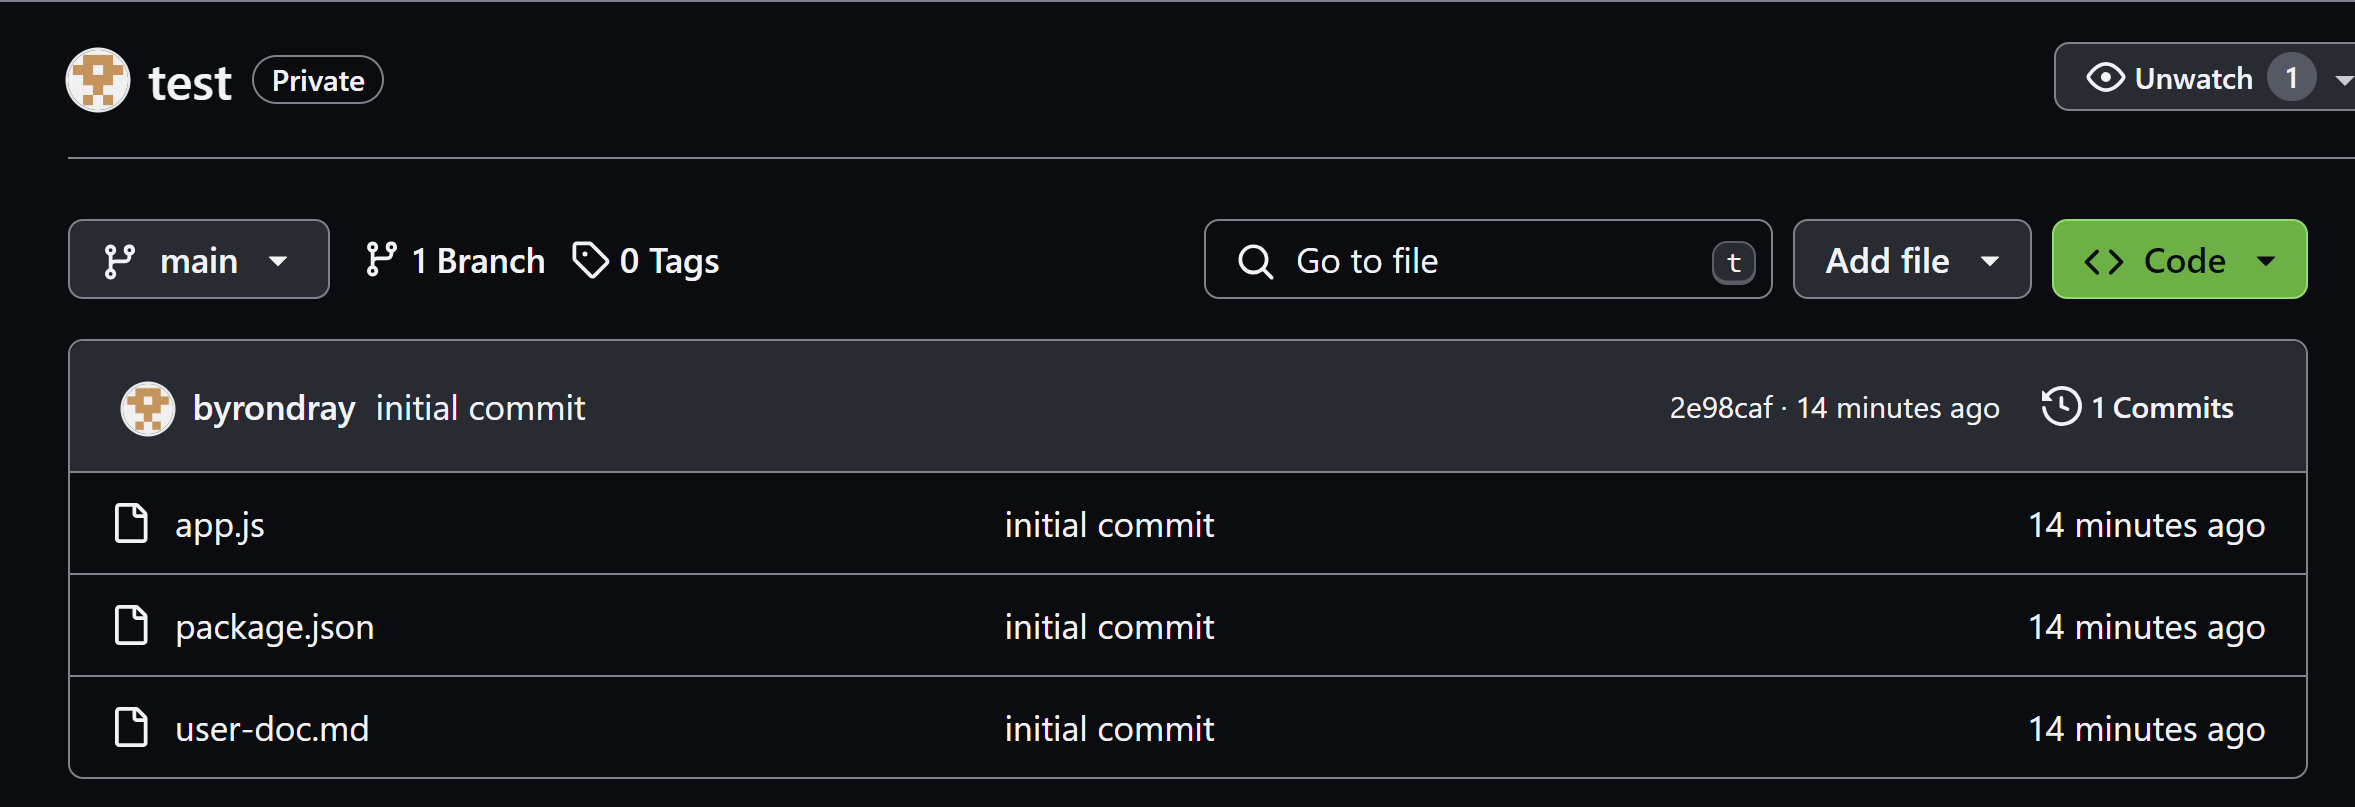 test Private Unwatch 1
main 1 Branch 0 Tags Go to file t Add file Code
byrondray initial commit 2e98caf · 14 minutes ago 1 Commits
app.js initial commit 14 minutes ago
package.json initial commit 14 minutes ago
user-doc.md initial commit 14 minutes ago